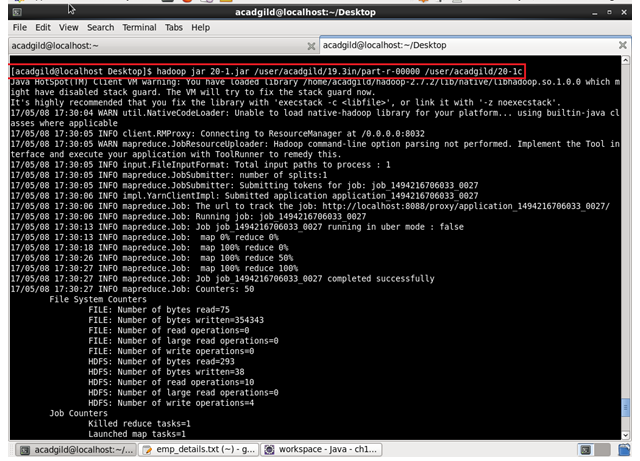 acadgild@localhost:~/Desktop
File Edit View Search Terminal Tabs Help
acadgild@localhost:~
acadgild@localhost:~/Desktop
[acadgild@localhost Desktop]$ hadoop jar 20-1.jar /user/acadgild/19.3in/part-r-00000 /user/acadgild/20-1c
Java HotSpot(TM) Client VM warning: You have loaded library /home/acadgild/hadoop-2.7.2/lib/native/libhadoop.so.1.0.0 which m
ight have disabled stack guard. The VM will try to fix the stack guard now.
It's highly recommended that you fix the library with 'execstack -c <libfile>', or link it with '-z noexecstack'.
17/05/08 17:30:04 WARN util.NativeCodeLoader: Unable to load native-hadoop library for your platform... using builtin-java cl
asses where applicable
17/05/08 17:30:05 INFO client.RMProxy: Connecting to ResourceManager at /0.0.0.0:8032
17/05/08 17:30:05 WARN mapreduce.JobResourceUploader: Hadoop command-line option parsing not performed. Implement the Tool in
terface and execute your application with ToolRunner to remedy this.
17/05/08 17:30:05 INFO input.FileInputFormat: Total input paths to process : 1
17/05/08 17:30:05 INFO mapreduce.JobSubmitter: number of splits:1
17/05/08 17:30:05 INFO mapreduce.JobSubmitter: Submitting tokens for job: job_1494216706033_0027
17/05/08 17:30:06 INFO impl.YarnClientImpl: Submitted application application_1494216706033_0027
17/05/08 17:30:06 INFO mapreduce.Job: The url to track the job: http://localhost:8088/proxy/application_1494216706033_0027/
17/05/08 17:30:06 INFO mapreduce.Job: Running job: job_1494216706033_0027
17/05/08 17:30:13 INFO mapreduce.Job: Job job_1494216706033_0027 running in uber mode : false
17/05/08 17:30:13 INFO mapreduce.Job:  map 0% reduce 0%
17/05/08 17:30:18 INFO mapreduce.Job:  map 100% reduce 0%
17/05/08 17:30:26 INFO mapreduce.Job:  map 100% reduce 50%
17/05/08 17:30:27 INFO mapreduce.Job:  map 100% reduce 100%
17/05/08 17:30:27 INFO mapreduce.Job: Job job_1494216706033_0027 completed successfully
17/05/08 17:30:27 INFO mapreduce.Job: Counters: 50
File System Counters
FILE: Number of bytes read=75
FILE: Number of bytes written=354343
FILE: Number of read operations=0
FILE: Number of large read operations=0
FILE: Number of write operations=0
HDFS: Number of bytes read=293
HDFS: Number of bytes written=38
HDFS: Number of read operations=10
HDFS: Number of large read operations=0
HDFS: Number of write operations=4
Job Counters
Killed reduce tasks=1
Launched map tasks=1
acadgild@localhost:~/...
emp_details.txt (~) - g...
workspace - Java - ch1...